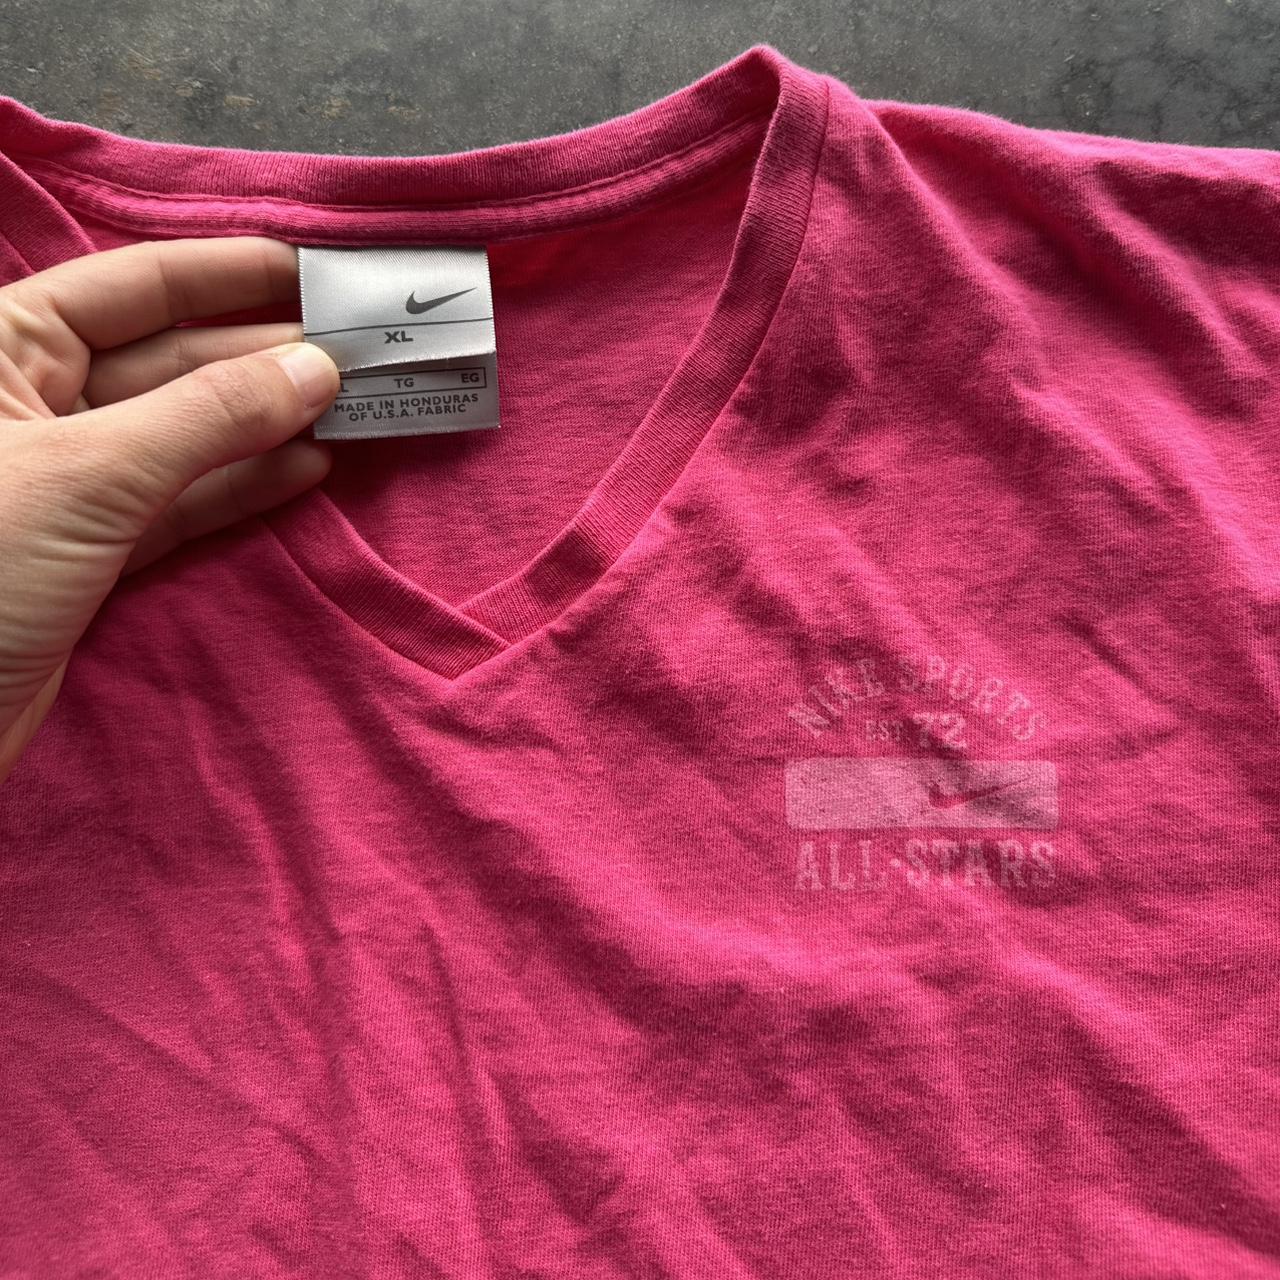 XL
L TG EG
MADE IN HONDURAS
OF U.S.A. FABRIC
NIKE SPORTS
EST 72
ALL·STARS